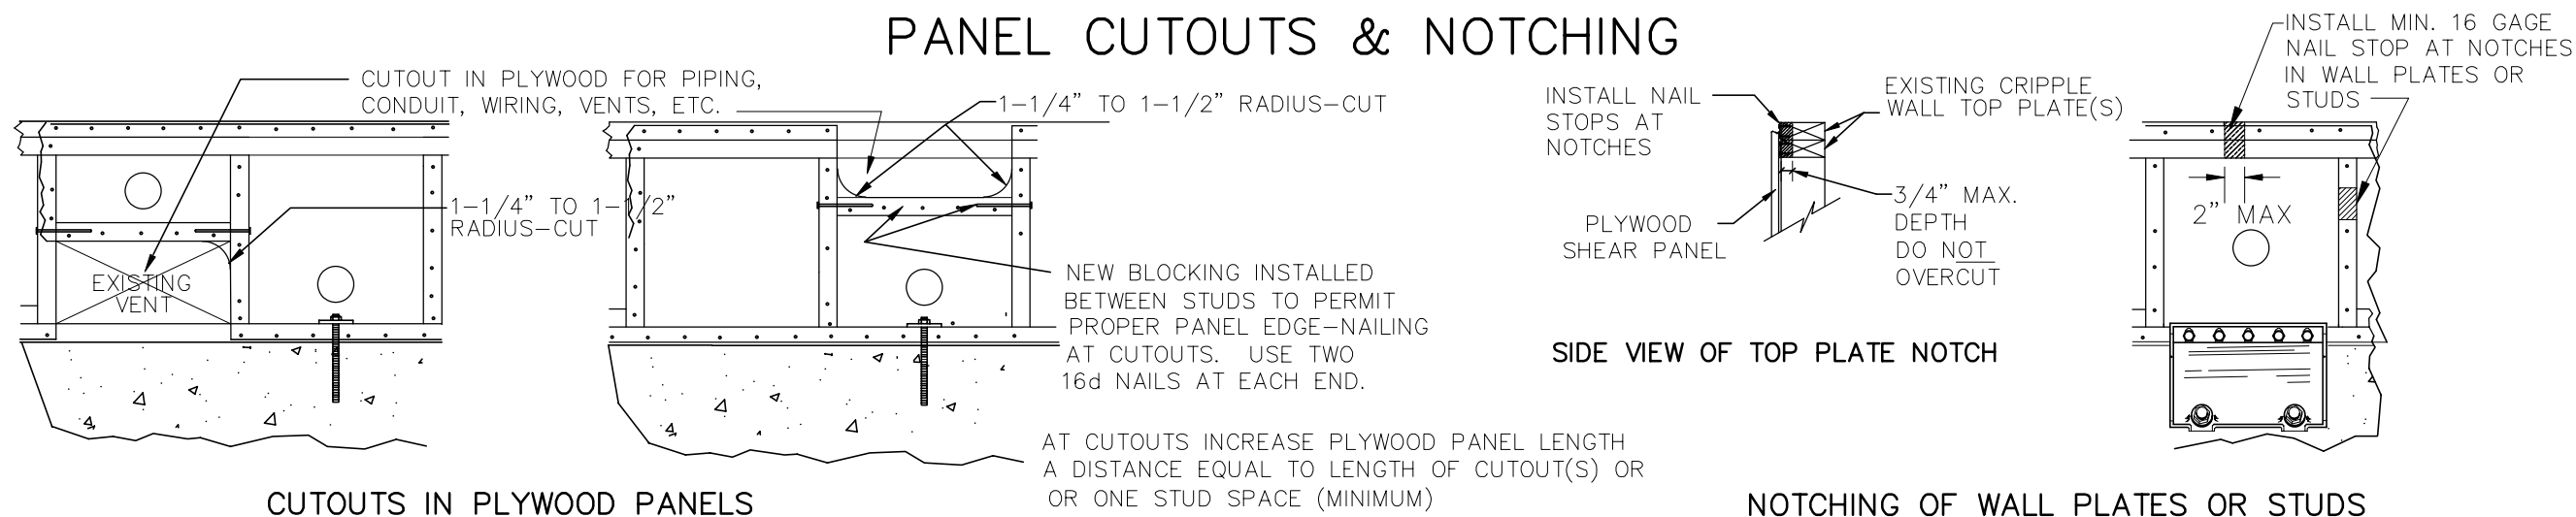 PANEL CUTOUTS & NOTCHING
CUTOUT IN PLYWOOD FOR PIPING,
CONDUIT, WIRING, VENTS, ETC.
1-1/4" TO 1-1/2" RADIUS-CUT
1-1/4" TO 1-1/2"
RADIUS-CUT
EXISTING
VENT
NEW BLOCKING INSTALLED
BETWEEN STUDS TO PERMIT
PROPER PANEL EDGE-NAILING
AT CUTOUTS. USE TWO
16d NAILS AT EACH END.
AT CUTOUTS INCREASE PLYWOOD PANEL LENGTH
A DISTANCE EQUAL TO LENGTH OF CUTOUT(S) OR
OR ONE STUD SPACE (MINIMUM)
CUTOUTS IN PLYWOOD PANELS
INSTALL NAIL
STOPS AT
NOTCHES
EXISTING CRIPPLE
WALL TOP PLATE(S)
PLYWOOD
SHEAR PANEL
3/4" MAX.
DEPTH
DO NOT
OVERCUT
SIDE VIEW OF TOP PLATE NOTCH
INSTALL MIN. 16 GAGE
NAIL STOP AT NOTCHES
IN WALL PLATES OR
STUDS
2" MAX
NOTCHING OF WALL PLATES OR STUDS